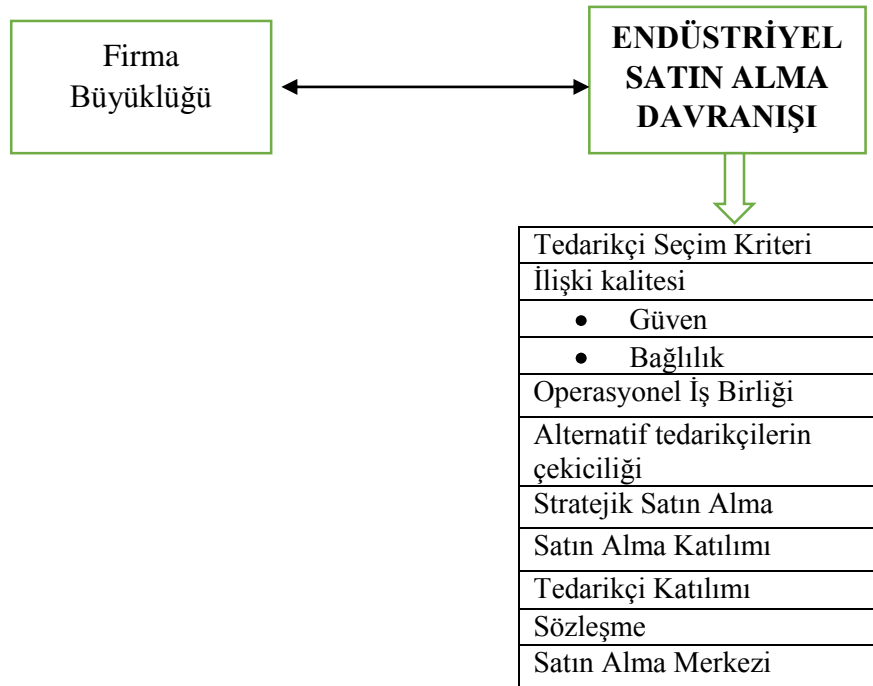 Firma
Büyüklüğü
ENDÜSTRİYEL
SATIN ALMA
DAVRANIŞI
Tedarikçi Seçim Kriteri
İlişki kalitesi
• Güven
• Bağlılık
Operasyonel İş Birliği
Alternatif tedarikçilerin
çekiciliği
Stratejik Satın Alma
Satın Alma Katılımı
Tedarikçi Katılımı
Sözleşme
Satın Alma Merkezi